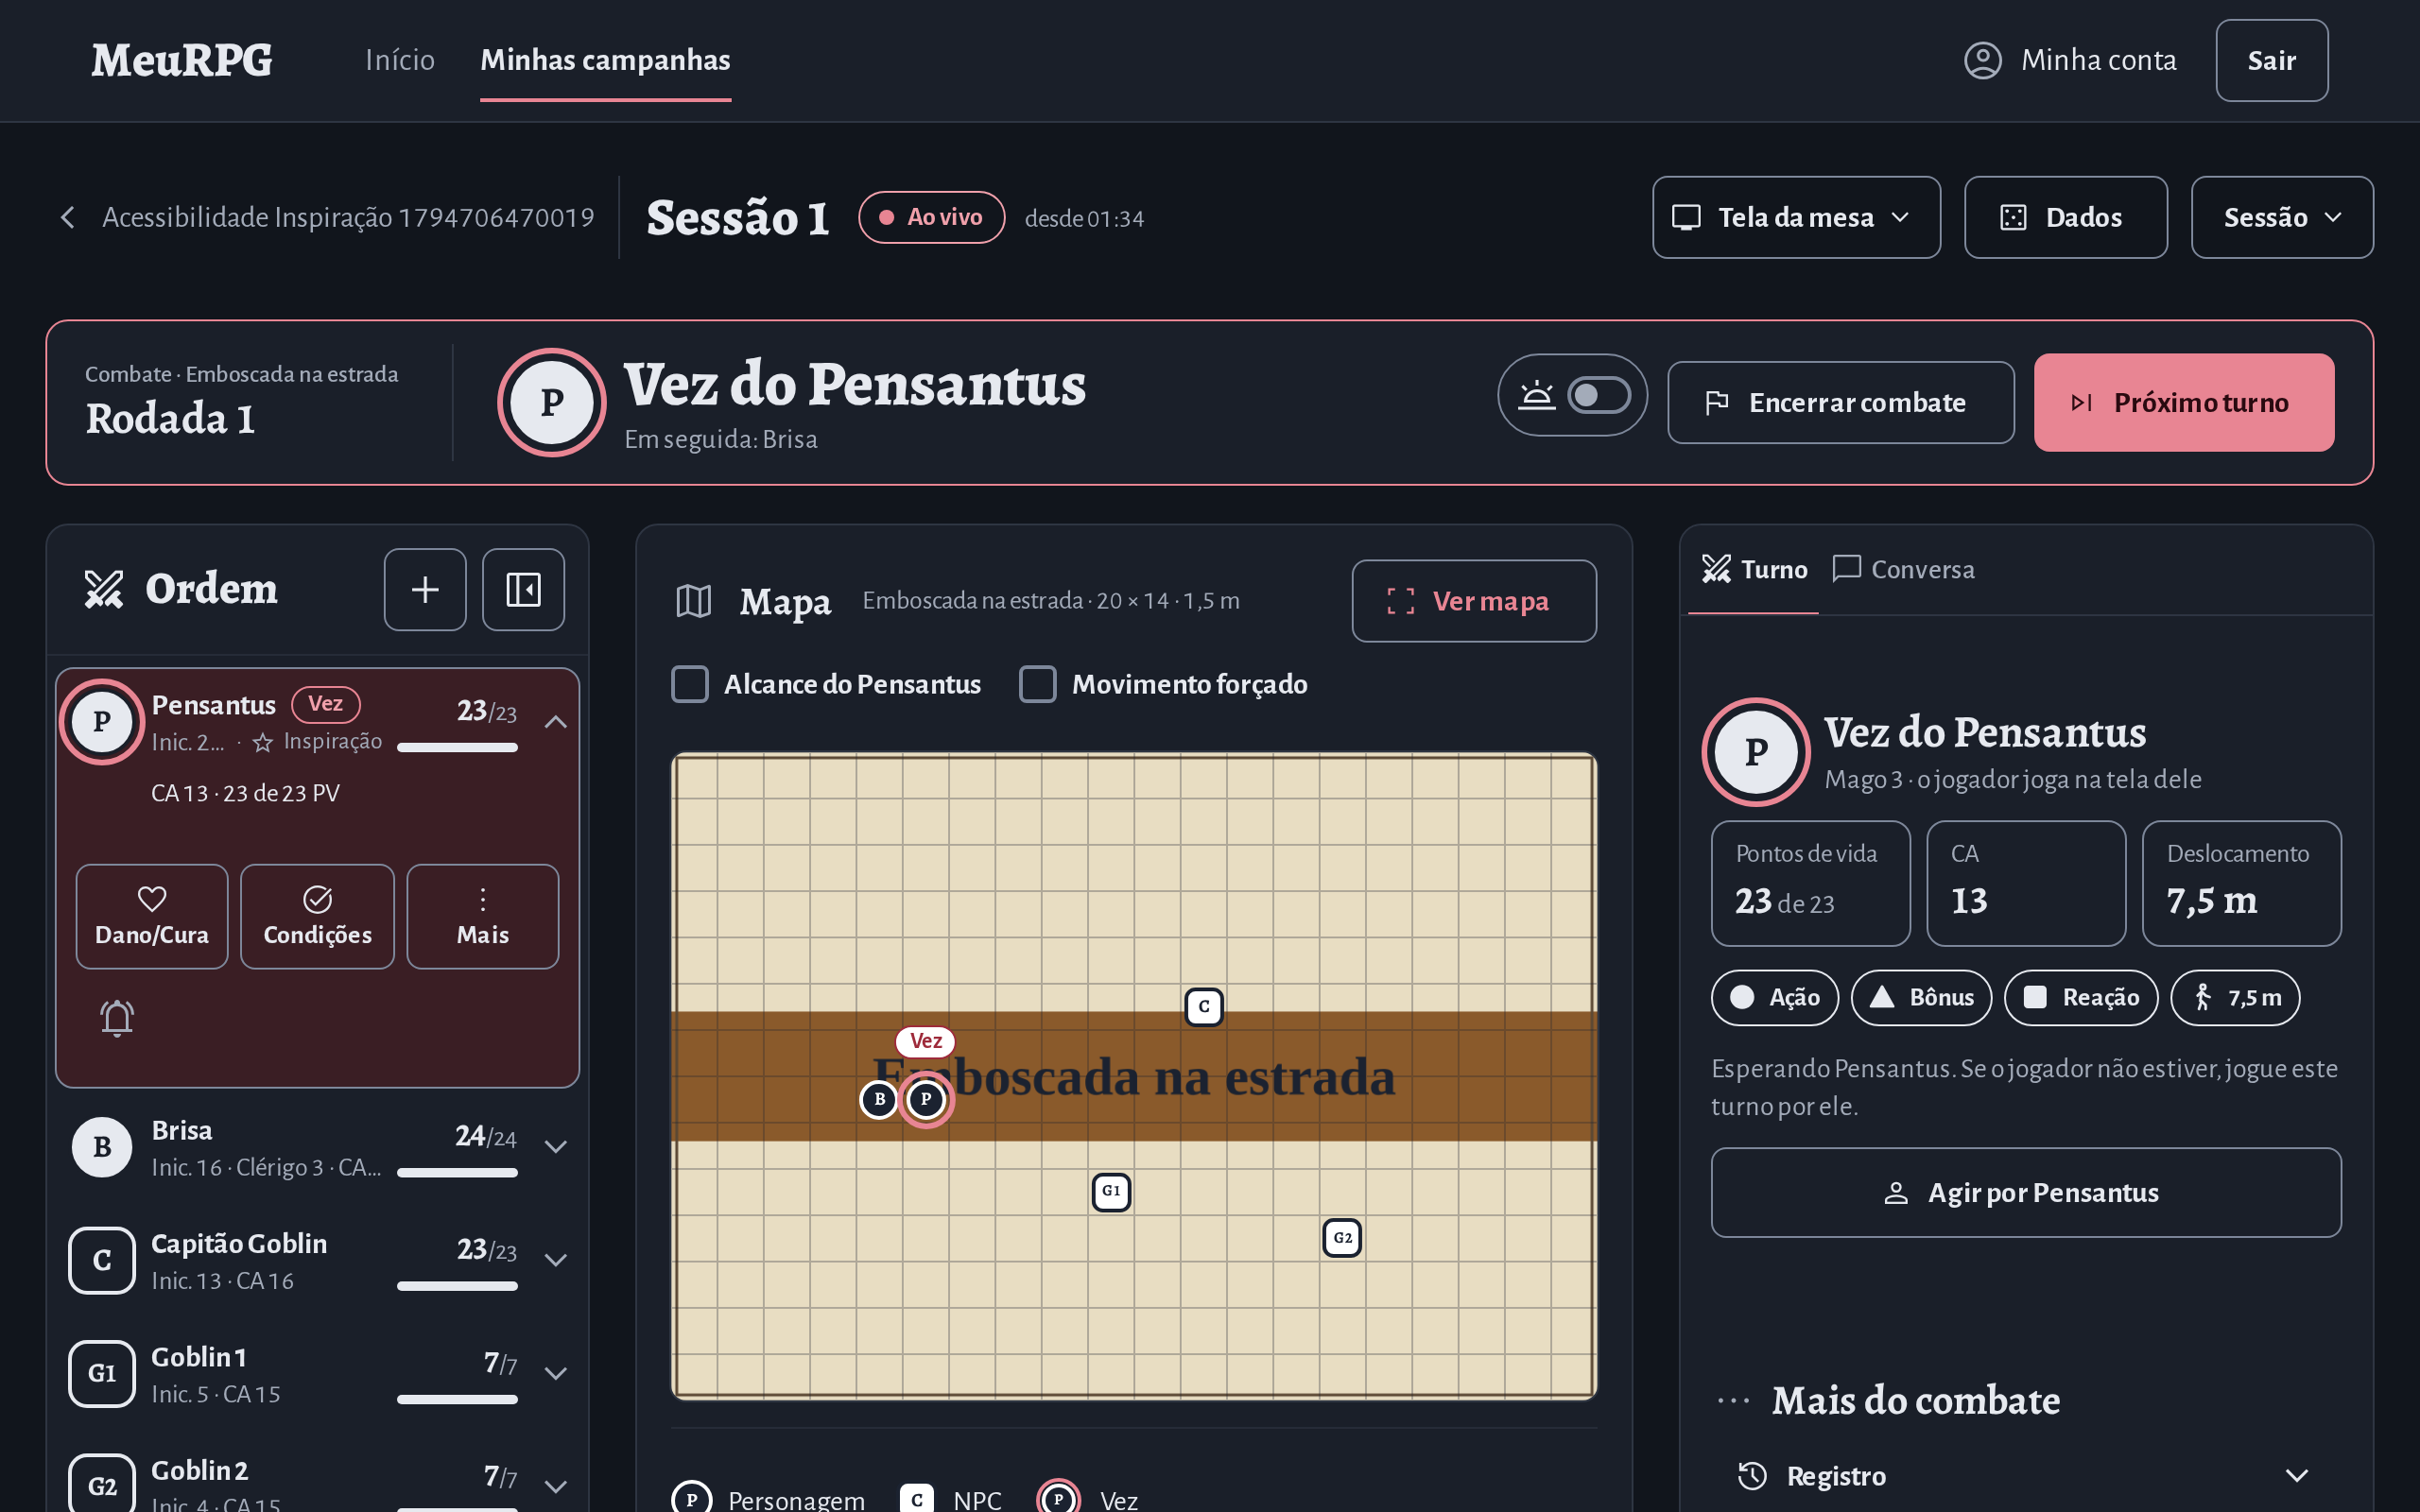 MeuRPG
Início
Minhas campanhas
Minha conta
Sair
Acessibilidade Inspiração 1794706470019
Sessão 1
Ao vivo
desde 01:34
Tela da mesa
Dados
Sessão
Combate · Emboscada na estrada
Rodada 1
P
Vez do Pensantus
Em seguida: Brisa
Encerrar combate
Próximo turno
Ordem
P
Pensantus
Vez
23/23
Inic. 2... · Inspiração
CA 13 · 23 de 23 PV
Dano/Cura
Condições
Mais
B
Brisa
24/24
Inic. 16 · Clérigo 3 · CA...
C
Capitão Goblin
23/23
Inic. 13 · CA 16
G1
Goblin 1
7/7
Inic. 5 · CA 15
G2
Goblin 2
7/7
Inic. 4 · CA 15
Mapa
Emboscada na estrada · 20 × 14 · 1,5 m
Ver mapa
Alcance do Pensantus
Movimento forçado
C
Vez
Emboscada na estrada
B
P
G1
G2
P Personagem
C NPC
P Vez
Turno
Conversa
P
Vez do Pensantus
Mago 3 · o jogador joga na tela dele
Pontos de vida
23 de 23
CA
13
Deslocamento
7,5 m
Ação
Bônus
Reação
7,5 m
Esperando Pensantus. Se o jogador não estiver, jogue este
turno por ele.
Agir por Pensantus
Mais do combate
Registro